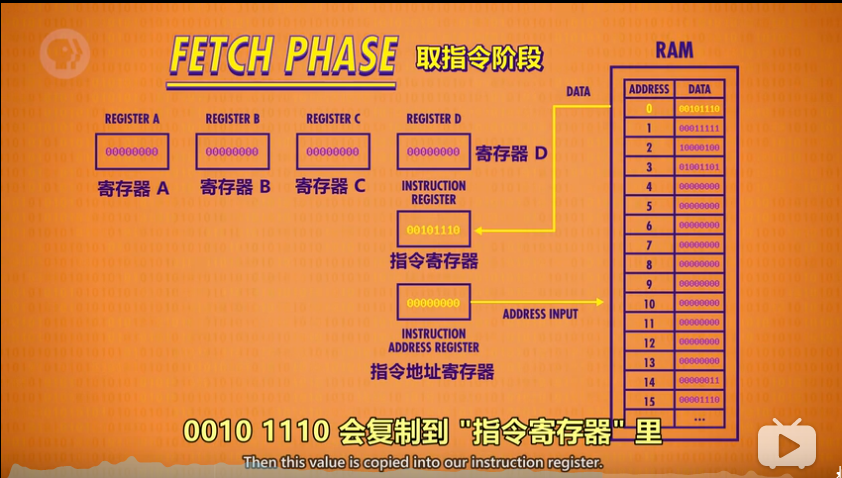 FETCH PHASE 取指令阶段
RAM
REGISTER A
REGISTER B
REGISTER C
REGISTER D
00000000
00000000
00000000
00000000
寄存器 A
寄存器 B
寄存器 C
寄存器 D
INSTRUCTION
REGISTER
00101110
指令寄存器
00000000
INSTRUCTION
ADDRESS REGISTER
指令地址寄存器
DATA
ADDRESS INPUT
ADDRESS DATA
0 00101110
1 00011111
2 10000100
3 01001101
4 00000000
5 00000000
6 00000000
7 00000000
8 00000000
9 00000000
10 00000000
11 00000000
12 00000000
13 00000000
14 00000011
15 00001110
...
0010 1110 会复制到 "指令寄存器" 里
Then this value is copied into our instruction register.